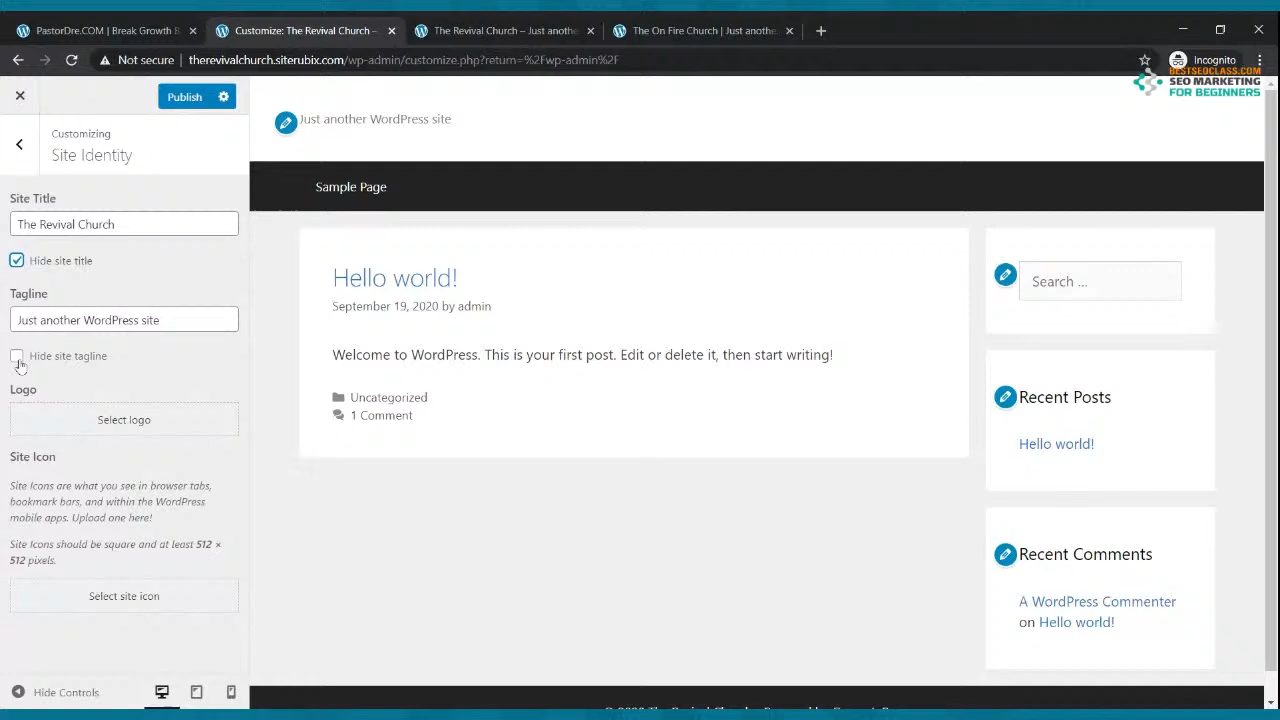 PastorDre.COM | Break Growth B
Customize: The Revival Church –
The Revival Church – Just anothe
The On Fire Church | Just anothe
Not secure
therevivalchurch.siterubix.com/wp-admin/customize.php?return=%2Fwp-admin%2F
Incognito
BESTSEOCLASS.COM
SEO MARKETING
FOR BEGINNERS
Publish
Customizing
Site Identity
Site Title
The Revival Church
Hide site title
Tagline
Just another WordPress site
Hide site tagline
Logo
Select logo
Site Icon
Site Icons are what you see in browser tabs,
bookmark bars, and within the WordPress
mobile apps. Upload one here!
Site Icons should be square and at least 512 ×
512 pixels.
Select site icon
Hide Controls
Just another WordPress site
Sample Page
Hello world!
September 19, 2020 by admin
Welcome to WordPress. This is your first post. Edit or delete it, then start writing!
Uncategorized
1 Comment
Search ...
Recent Posts
Hello world!
Recent Comments
A WordPress Commenter
on Hello world!